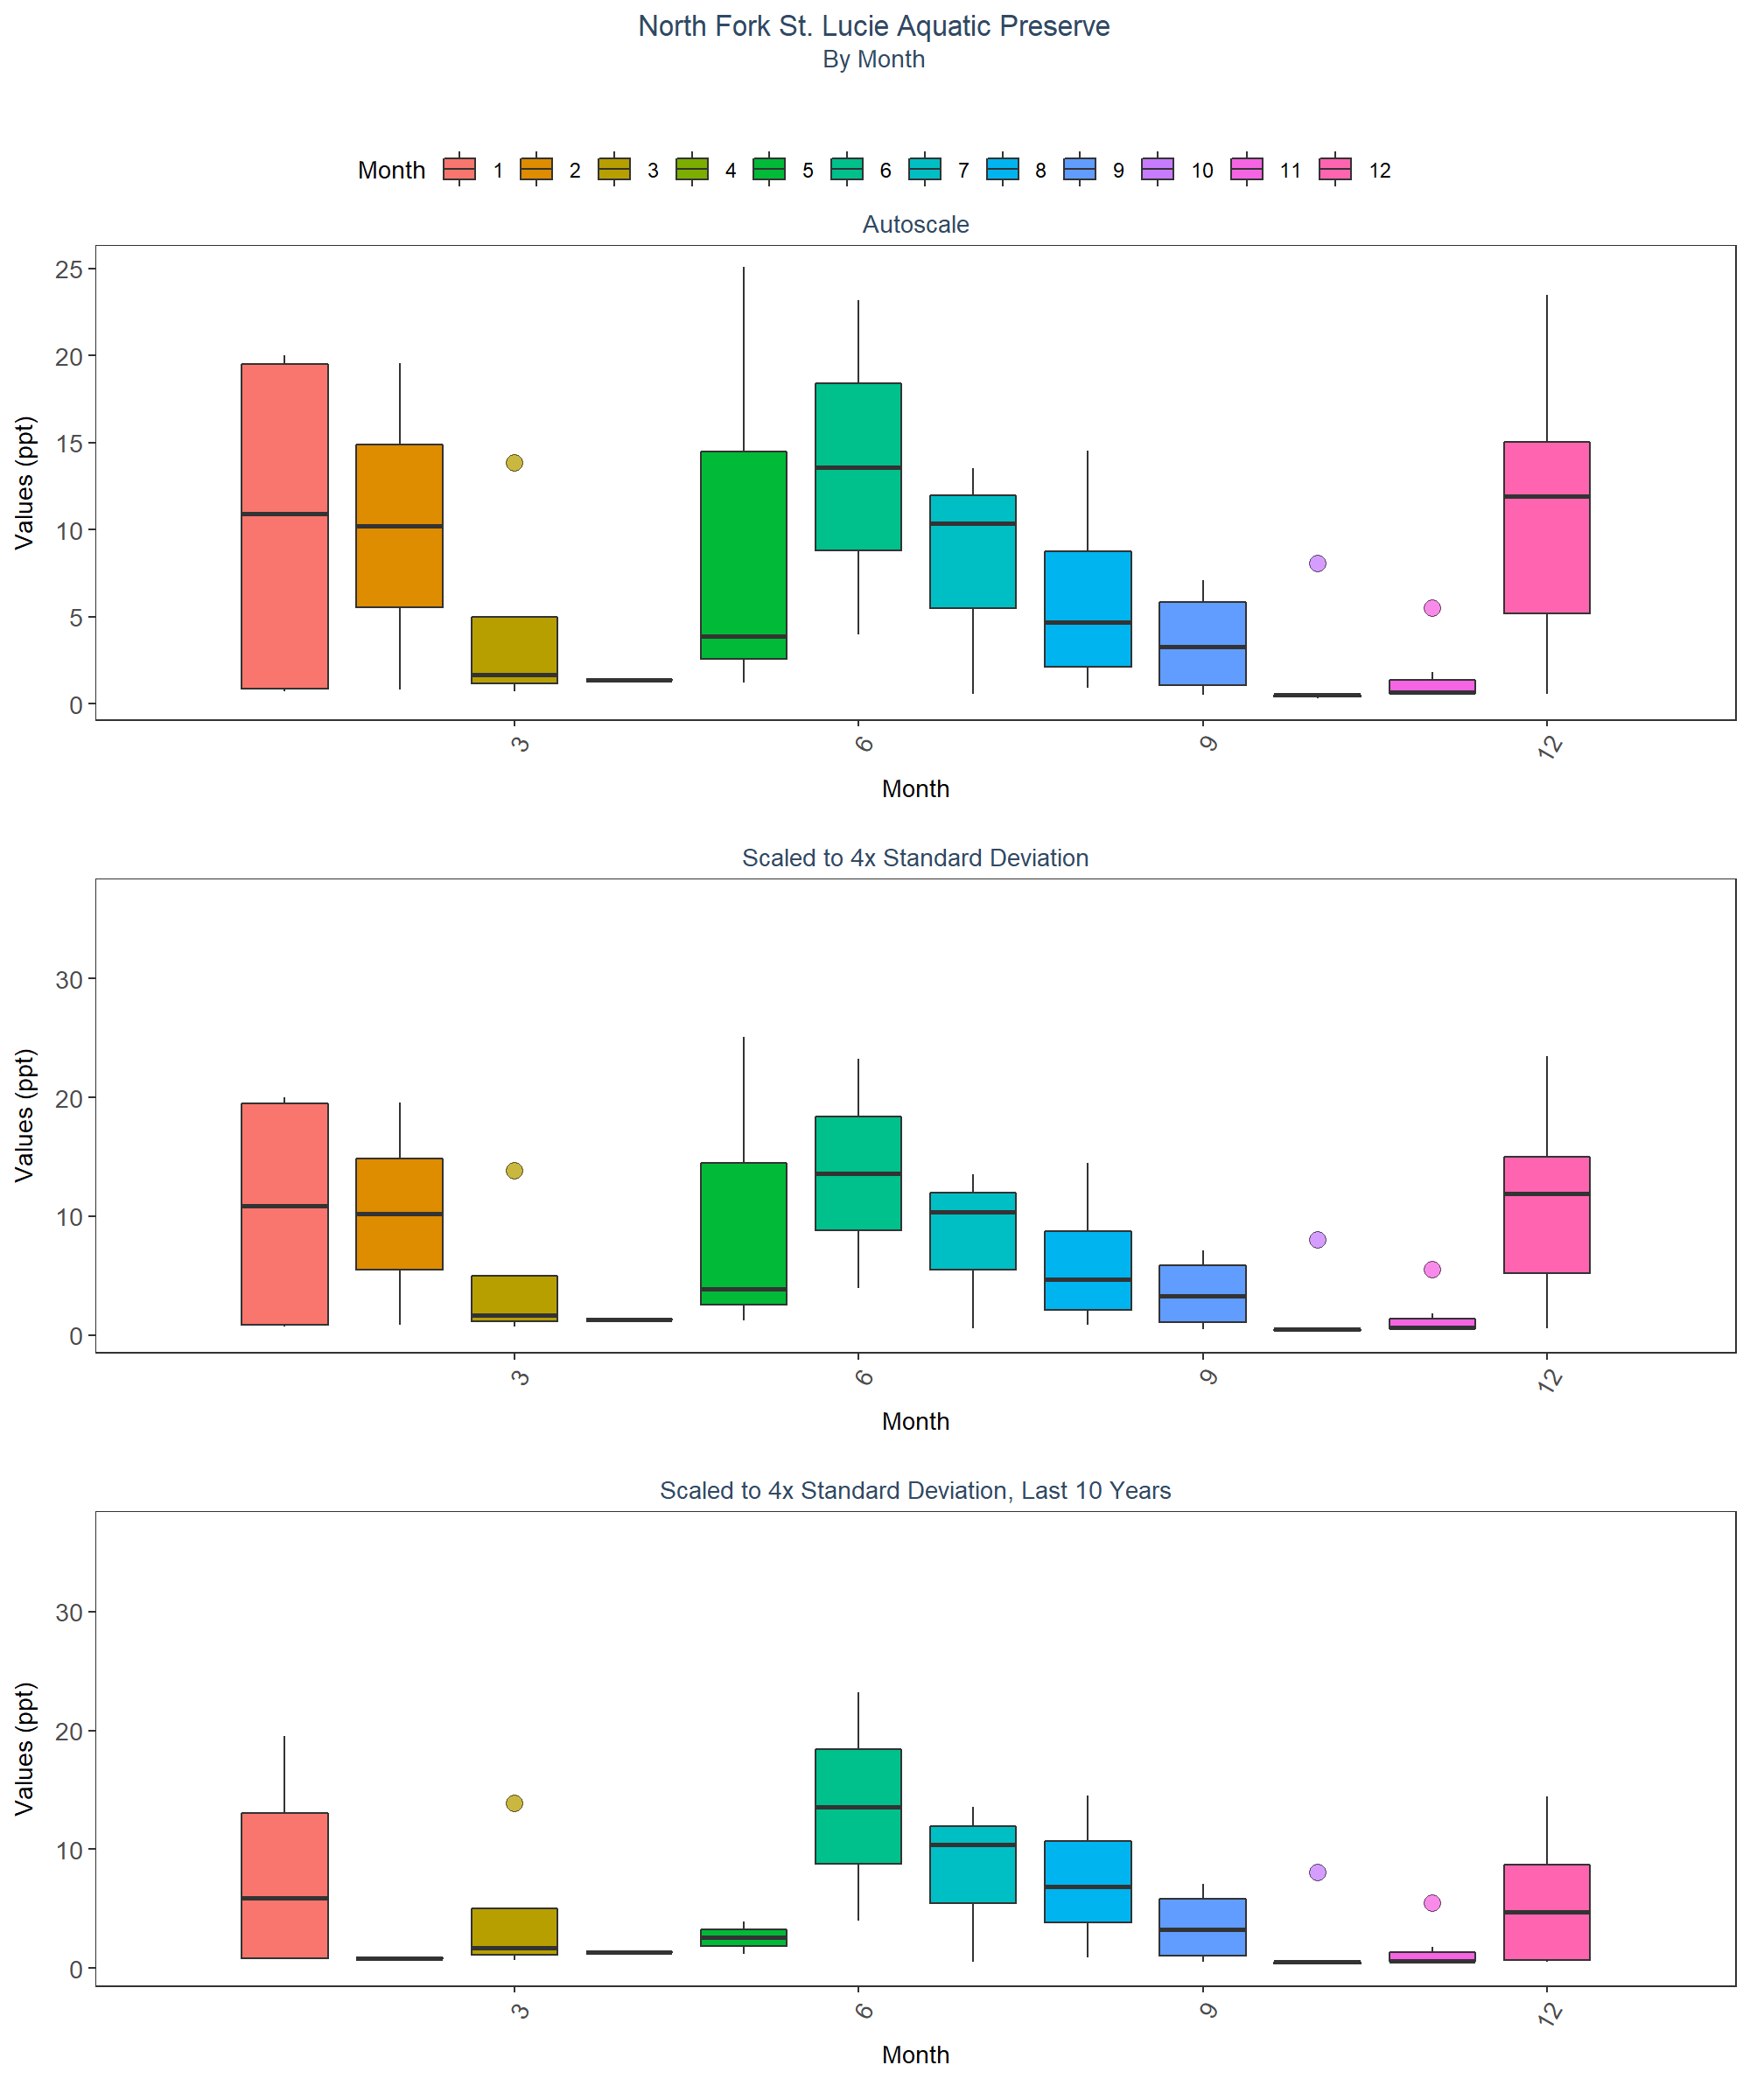 North Fork St. Lucie Aquatic Preserve
By Month
Month 1 2 3 4 5 6 7 8 9 10 11 12
Autoscale
Values (ppt)
25
20
15
10
5
0
3 6 9 12
Month
Scaled to 4x Standard Deviation
Values (ppt)
30
20
10
0
3 6 9 12
Month
Scaled to 4x Standard Deviation, Last 10 Years
Values (ppt)
30
20
10
0
3 6 9 12
Month